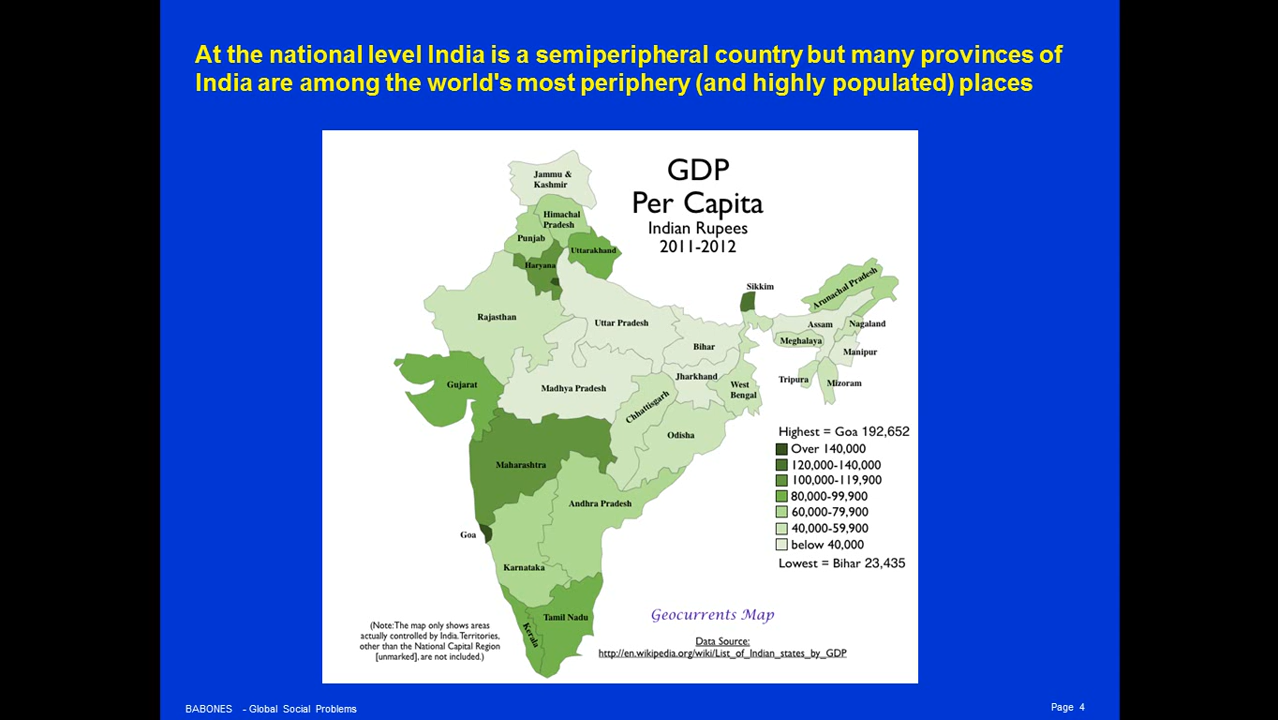 At the national level India is a semiperipheral country but many provinces of
India are among the world's most periphery (and highly populated) places
GDP
Per Capita
Indian Rupees
2011-2012
Jammu &
Kashmir
Himachal
Pradesh
Punjab
Uttarakhand
Haryana
Sikkim
Arunachal Pradesh
Rajasthan
Uttar Pradesh
Assam
Nagaland
Meghalaya
Bihar
Manipur
Jharkhand
Tripura
Mizoram
Gujarat
Madhya Pradesh
West
Bengal
Chhattisgarh
Odisha
Maharashtra
Andhra Pradesh
Goa
Karnataka
Tamil Nadu
Kerala
Highest = Goa 192,652
Over 140,000
120,000-140,000
100,000-119,900
80,000-99,900
60,000-79,900
40,000-59,900
below 40,000
Lowest = Bihar 23,435
Geocurrents Map
(Note: The map only shows areas
actually controlled by India. Territories,
other than the National Capital Region
[unmarked], are not included.)
Data Source:
http://en.wikipedia.org/wiki/List_of_Indian_states_by_GDP
BABONES - Global Social Problems
Page 4